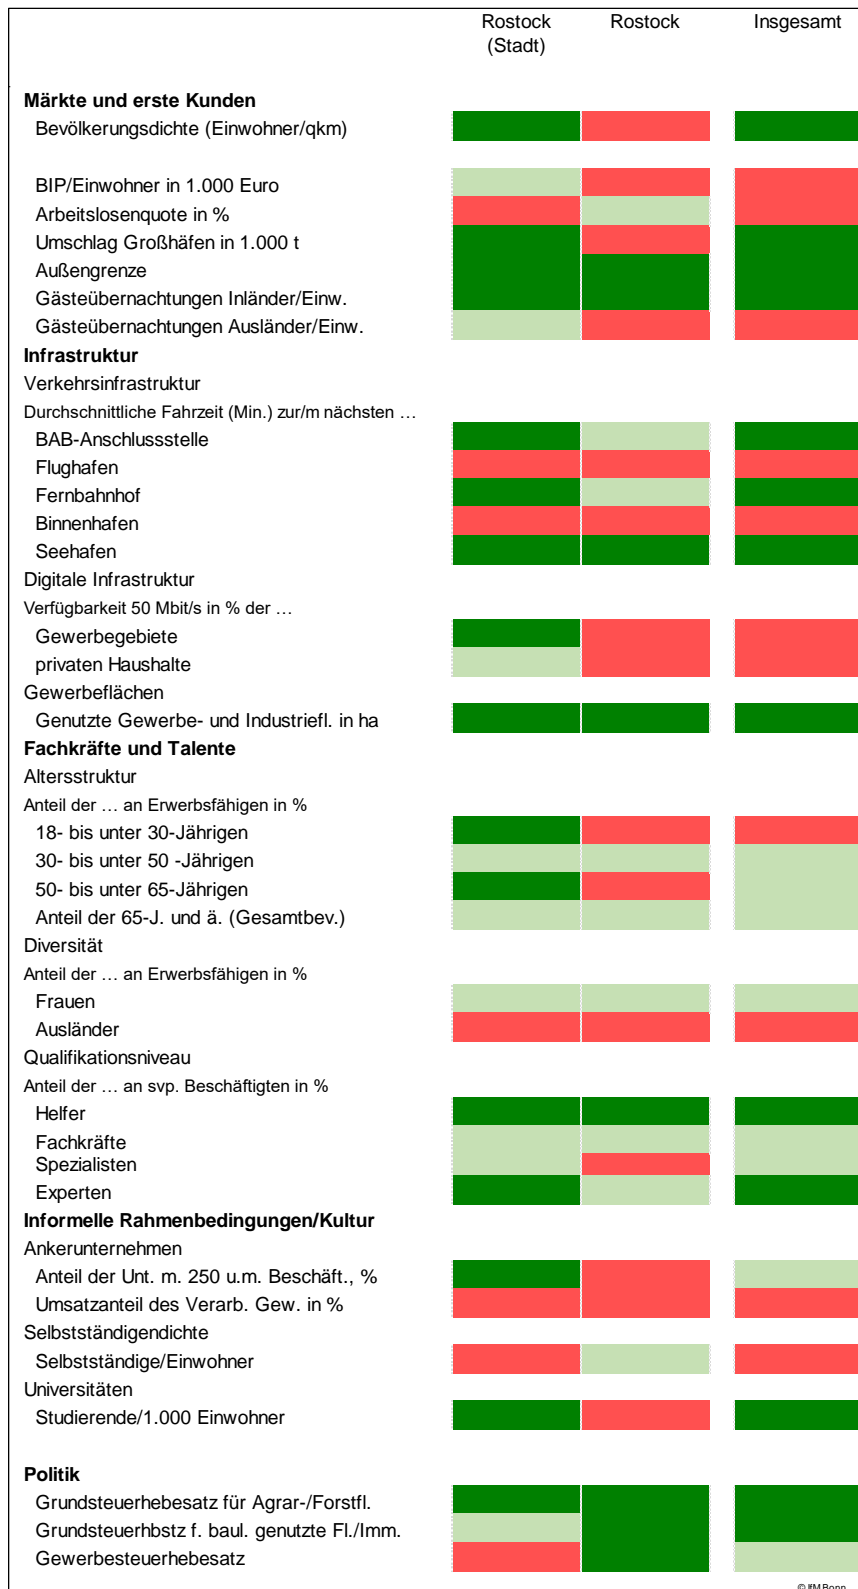 Rostock Rostock Insgesamt
(Stadt)
Märkte und erste Kunden
Bevölkerungsdichte (Einwohner/qkm)
BIP/Einwohner in 1.000 Euro
Arbeitslosenquote in %
Umschlag Großhäfen in 1.000 t
Außengrenze
Gästeübernachtungen Inländer/Einw.
Gästeübernachtungen Ausländer/Einw.
Infrastruktur
Verkehrsinfrastruktur
Durchschnittliche Fahrzeit (Min.) zur/m nächsten …
BAB-Anschlussstelle
Flughafen
Fernbahnhof
Binnenhafen
Seehafen
Digitale Infrastruktur
Verfügbarkeit 50 Mbit/s in % der …
Gewerbegebiete
privaten Haushalte
Gewerbeflächen
Genutzte Gewerbe- und Industriefl. in ha
Fachkräfte und Talente
Altersstruktur
Anteil der … an Erwerbsfähigen in %
18- bis unter 30-Jährigen
30- bis unter 50 -Jährigen
50- bis unter 65-Jährigen
Anteil der 65-J. und ä. (Gesamtbev.)
Diversität
Anteil der … an Erwerbsfähigen in %
Frauen
Ausländer
Qualifikationsniveau
Anteil der … an svp. Beschäftigten in %
Helfer
Fachkräfte
Spezialisten
Experten
Informelle Rahmenbedingungen/Kultur
Ankerunternehmen
Anteil der Unt. m. 250 u.m. Beschäft., %
Umsatzanteil des Verarb. Gew. in %
Selbstständigendichte
Selbstständige/Einwohner
Universitäten
Studierende/1.000 Einwohner
Politik
Grundsteuerhebesatz für Agrar-/Forstfl.
Grundsteuerhbstz f. baul. genutzte Fl./Imm.
Gewerbesteuerhebesatz
© IfM Bonn